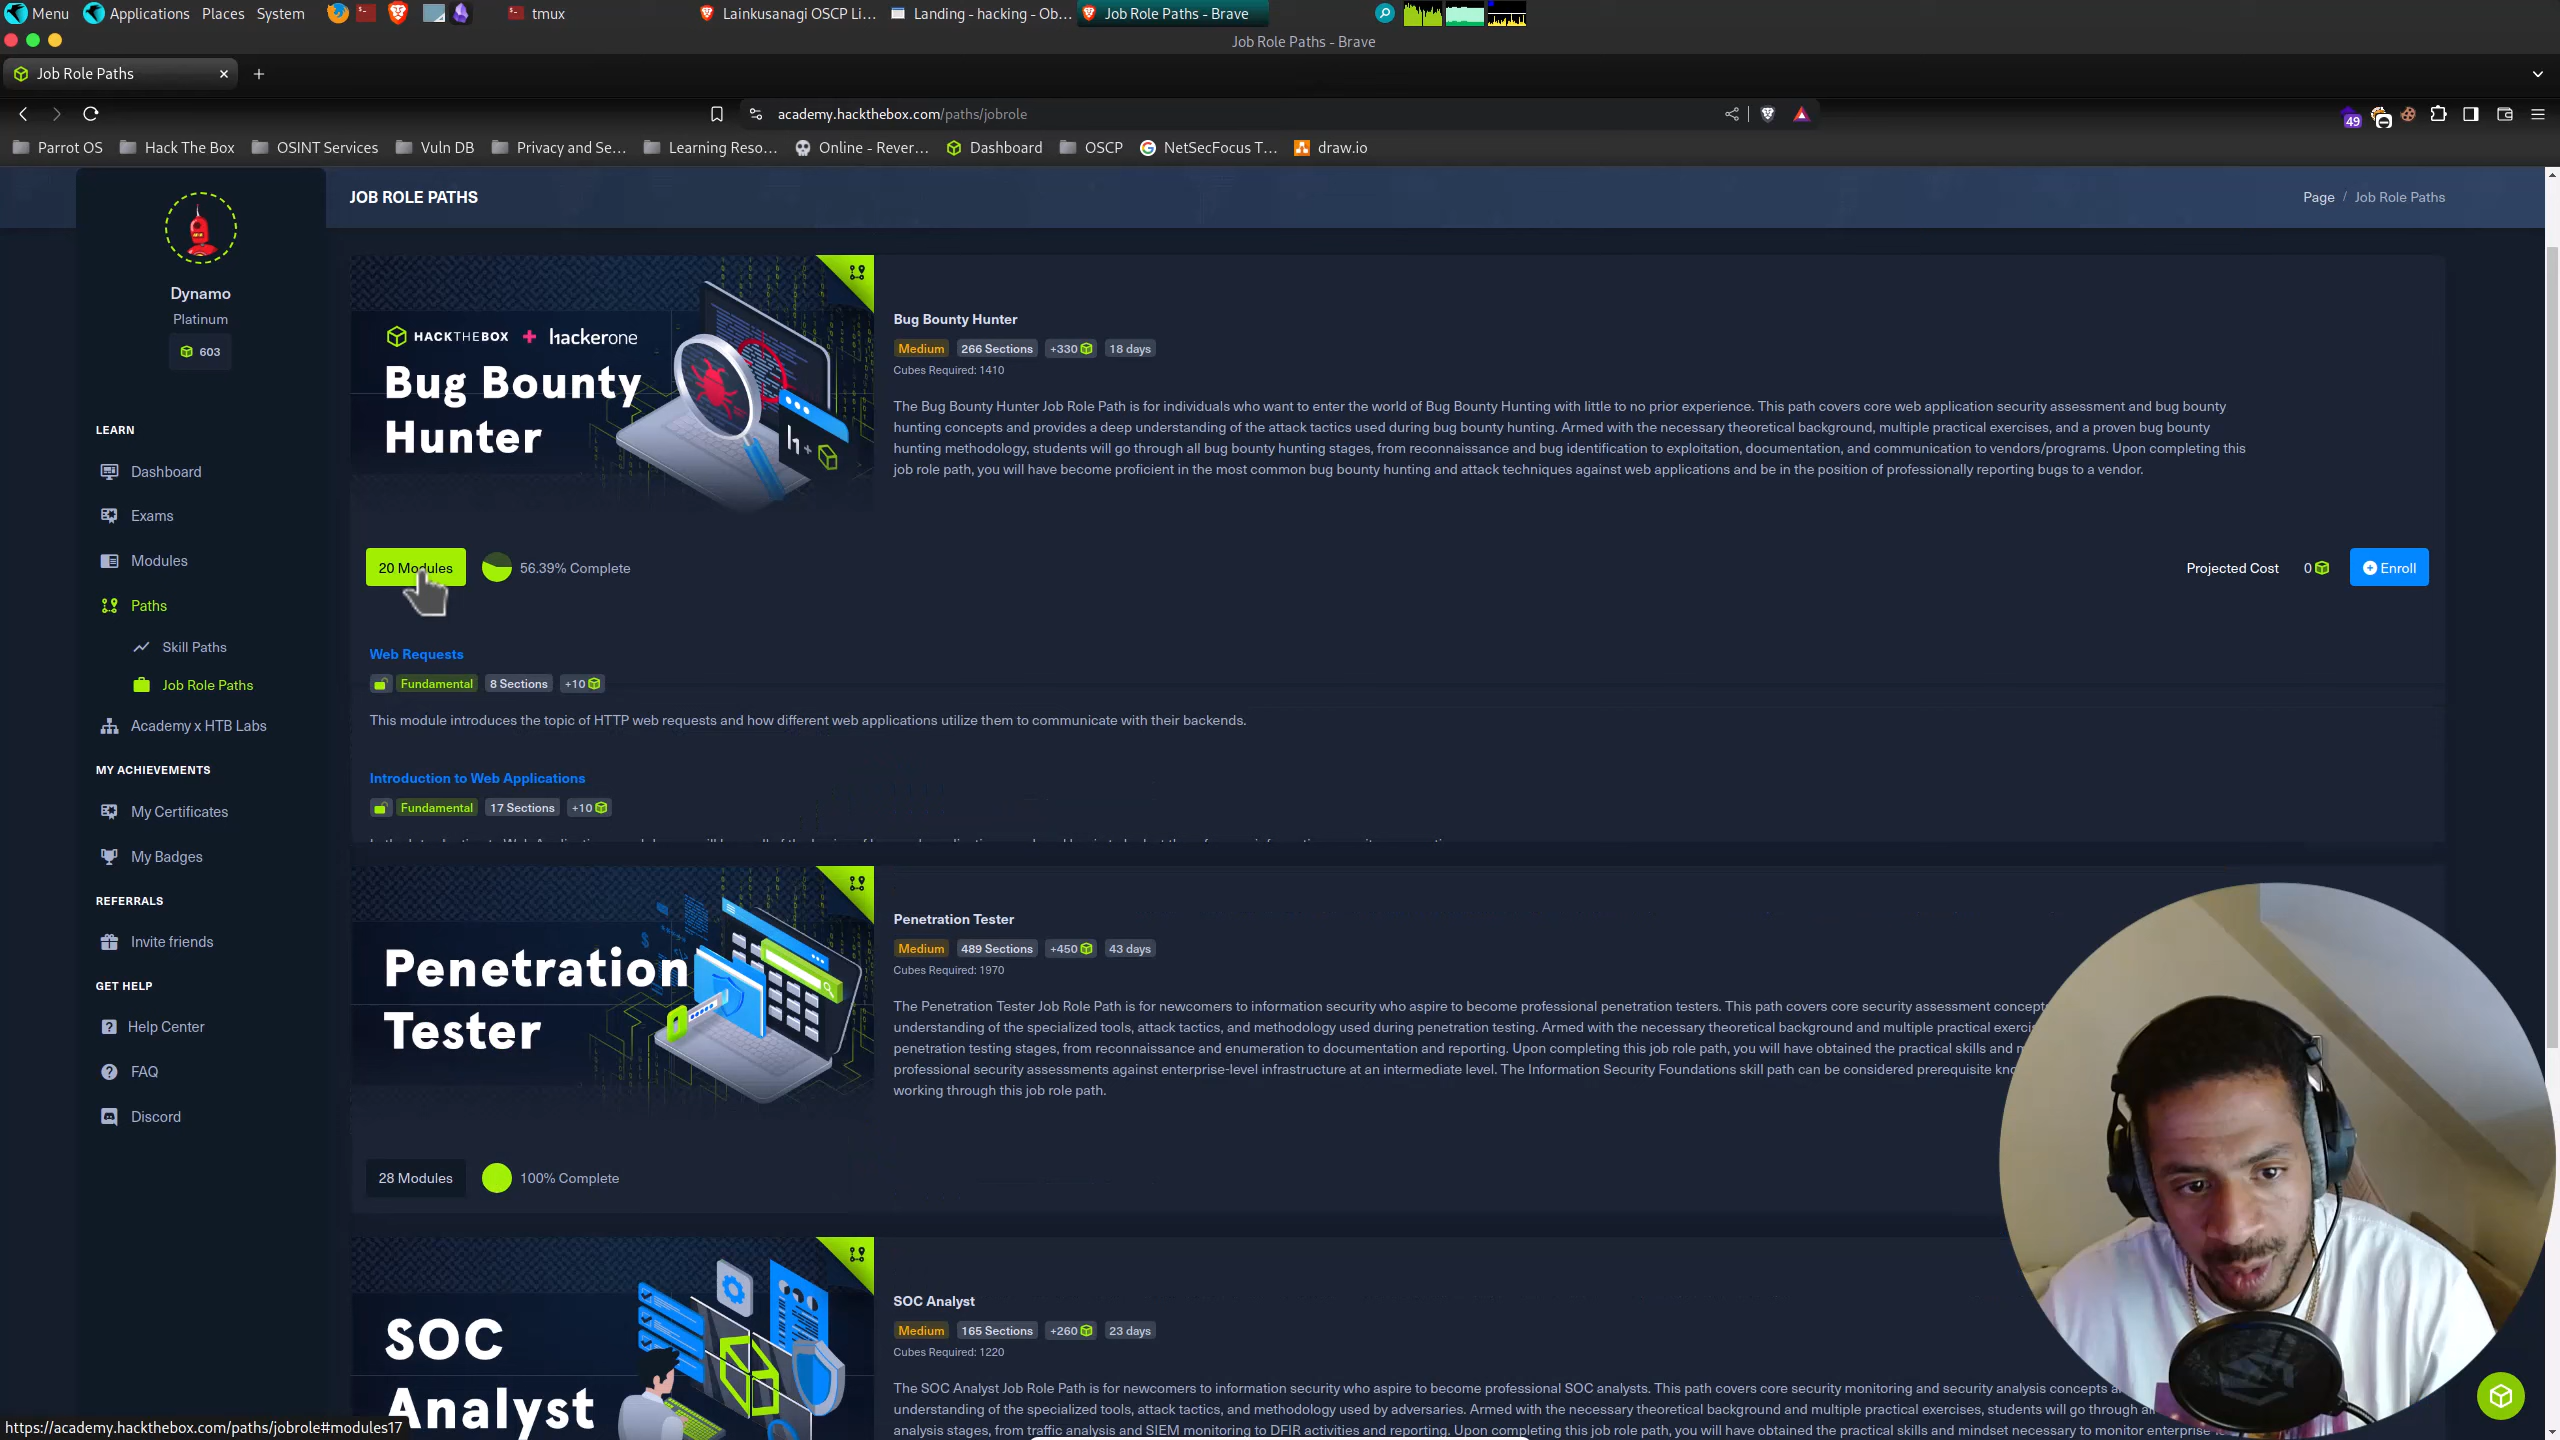 Menu Applications Places System tmux Lainkusanagi OSCP Li... Landing - hacking - Ob... Job Role Paths - Brave
Job Role Paths - Brave
Job Role Paths
academy.hackthebox.com/paths/jobrole
49
Parrot OS Hack The Box OSINT Services Vuln DB Privacy and Se... Learning Reso... Online - Rever... Dashboard OSCP NetSecFocus T... draw.io
JOB ROLE PATHS
Page / Job Role Paths
Dynamo
Platinum
603
LEARN
Dashboard
Exams
Modules
Paths
Skill Paths
Job Role Paths
Academy x HTB Labs
MY ACHIEVEMENTS
My Certificates
My Badges
REFERRALS
Invite friends
GET HELP
Help Center
FAQ
Discord
HACKTHEBOX + hackerone
Bug Bounty
Hunter
h+
Bug Bounty Hunter
Medium 266 Sections +330 18 days
Cubes Required: 1410
The Bug Bounty Hunter Job Role Path is for individuals who want to enter the world of Bug Bounty Hunting with little to no prior experience. This path covers core web application security assessment and bug bounty
hunting concepts and provides a deep understanding of the attack tactics used during bug bounty hunting. Armed with the necessary theoretical background, multiple practical exercises, and a proven bug bounty
hunting methodology, students will go through all bug bounty hunting stages, from reconnaissance and bug identification to exploitation, documentation, and communication to vendors/programs. Upon completing this
job role path, you will have become proficient in the most common bug bounty hunting and attack techniques against web applications and be in the position of professionally reporting bugs to a vendor.
20 Modules 56.39% Complete
Projected Cost 0 Enroll
Web Requests
Fundamental 8 Sections +10
This module introduces the topic of HTTP web requests and how different web applications utilize them to communicate with their backends.
Introduction to Web Applications
Fundamental 17 Sections +10
Penetration
Tester
Penetration Tester
Medium 489 Sections +450 43 days
Cubes Required: 1970
The Penetration Tester Job Role Path is for newcomers to information security who aspire to become professional penetration testers. This path covers core security assessment
understanding of the specialized tools, attack tactics, and methodology used during penetration testing. Armed with the necessary theoretical background and multiple practical
penetration testing stages, from reconnaissance and enumeration to documentation and reporting. Upon completing this job role path, you will have obtained the practical skills and
professional security assessments against enterprise-level infrastructure at an intermediate level. The Information Security Foundations skill path can be considered prerequisite
working through this job role path.
28 Modules 100% Complete
SOC
Analyst
SOC Analyst
Medium 165 Sections +260 23 days
Cubes Required: 1220
The SOC Analyst Job Role Path is for newcomers to information security who aspire to become professional SOC analysts. This path covers core security monitoring and security analysis concepts
understanding of the specialized tools, attack tactics, and methodology used by adversaries. Armed with the necessary theoretical background and multiple practical exercises, students will go through
analysis stages, from traffic analysis and SIEM monitoring to DFIR activities and reporting. Upon completing this job role path, you will have obtained the practical skills and mindset necessary to monitor
https://academy.hackthebox.com/paths/jobrole#modules17